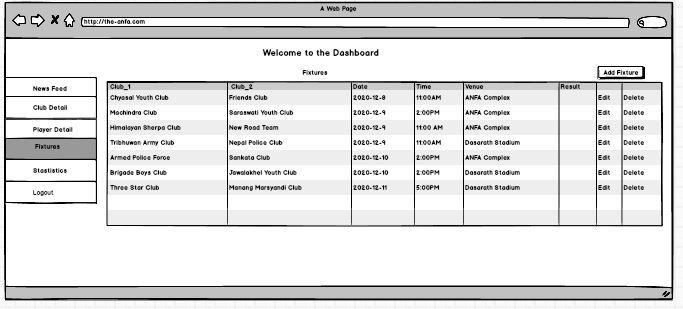 A Web Page
http://the-anfa.com
Welcome to the Dashboard
Fixtures
Add Fixture
News Feed
Club Detail
Player Detail
Fixtures
Stastistics
Logout
Club_1 Club_2 Date Time Venue Result
Chyasal Youth Club Friends Club 2020-12-8 11:00AM ANFA Complex Edit Delete
Machindra Club Saraswati Youth Club 2020-12-9 2:00PM ANFA Complex Edit Delete
Himalayan Sherpa Club New Road Team 2020-12-9 11:00 AM ANFA Complex Edit Delete
Tribhuwan Army Club Nepal Police Club 2020-12-9 11:00AM Dasarath Stadium Edit Delete
Armed Police Force Sankata Club 2020-12-10 2:00PM ANFA Complex Edit Delete
Brigade Boys Club Jawalakhel Youth Club 2020-12-10 2:00PM Dasarath Stadium Edit Delete
Three Star Club Manang Marsyandi Club 2020-12-11 5:00PM Dasarath Stadium Edit Delete